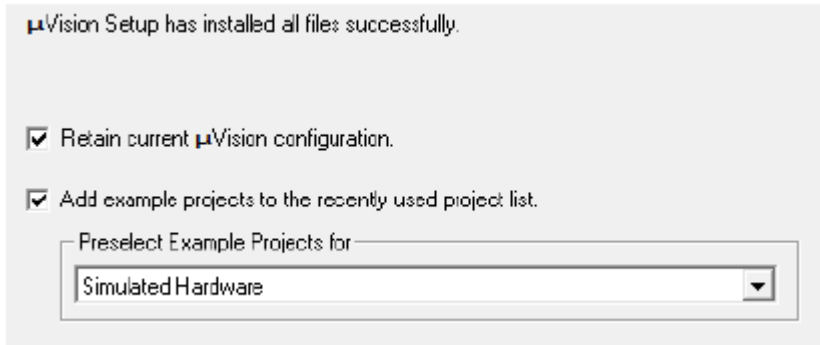 µVision Setup has installed all files successfully.
Retain current µVision configuration.
Add example projects to the recently used project list.
Preselect Example Projects for
Simulated Hardware